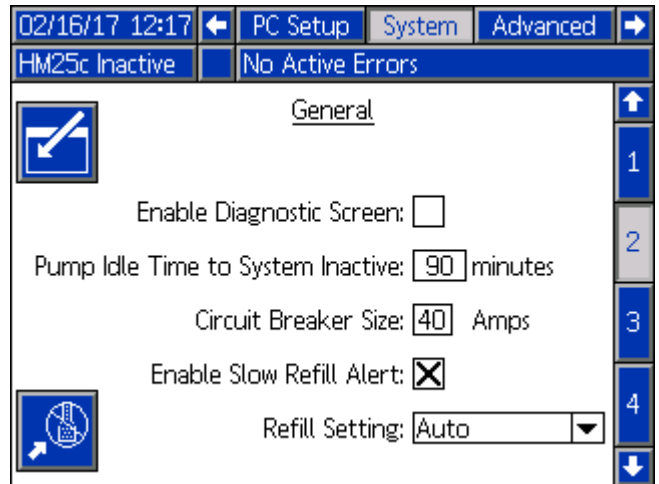 02/16/17 12:17 PC Setup System Advanced
HM25c Inactive No Active Errors
General
1
Enable Diagnostic Screen:
2
Pump Idle Time to System Inactive: 90 minutes
Circuit Breaker Size: 40 Amps
3
Enable Slow Refill Alert:
4
Refill Setting: Auto